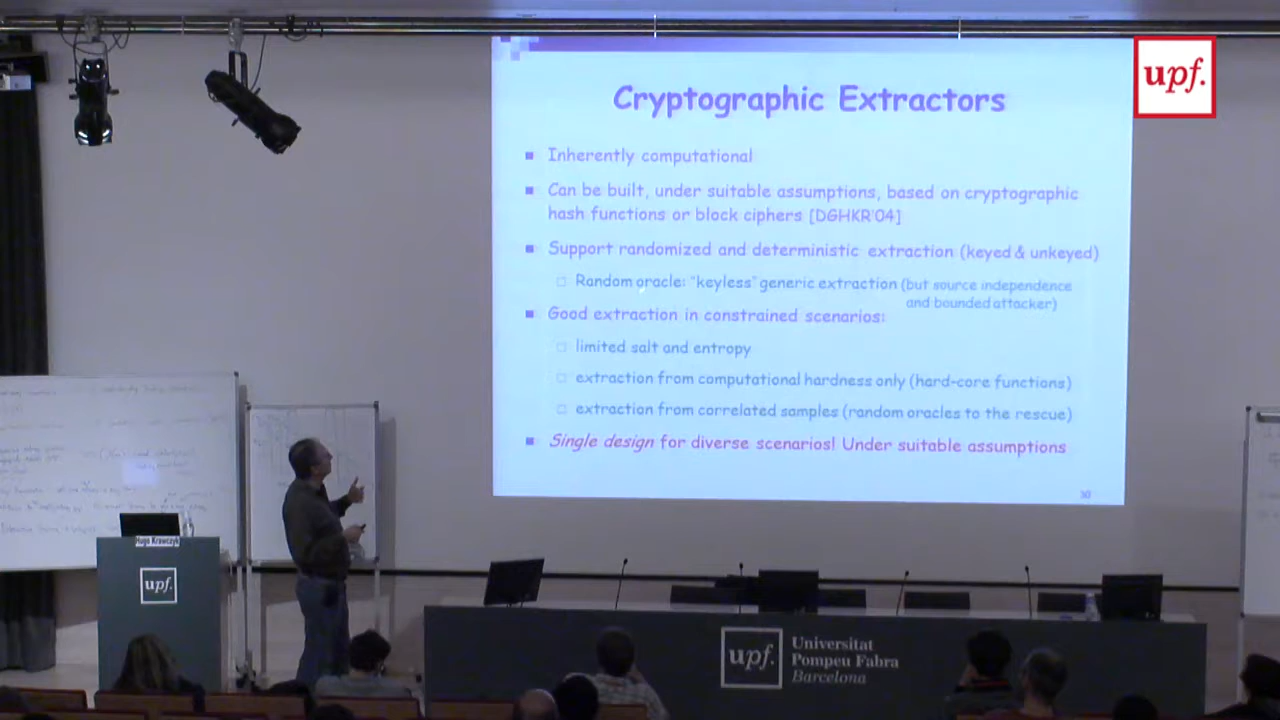 upf.
Cryptographic Extractors
Inherently computational
Can be built, under suitable assumptions, based on cryptographic
hash functions or block ciphers [DGHKR'04]
Support randomized and deterministic extraction (keyed & unkeyed)
Random oracle: "keyless" generic extraction (but source independence
and bounded attacker)
Good extraction in constrained scenarios:
limited salt and entropy
extraction from computational hardness only (hard-core functions)
extraction from correlated samples (random oracles to the rescue)
Single design for diverse scenarios! Under suitable assumptions
30
Hugo Krawczyk
upf.
upf.
Universitat
Pompeu Fabra
Barcelona